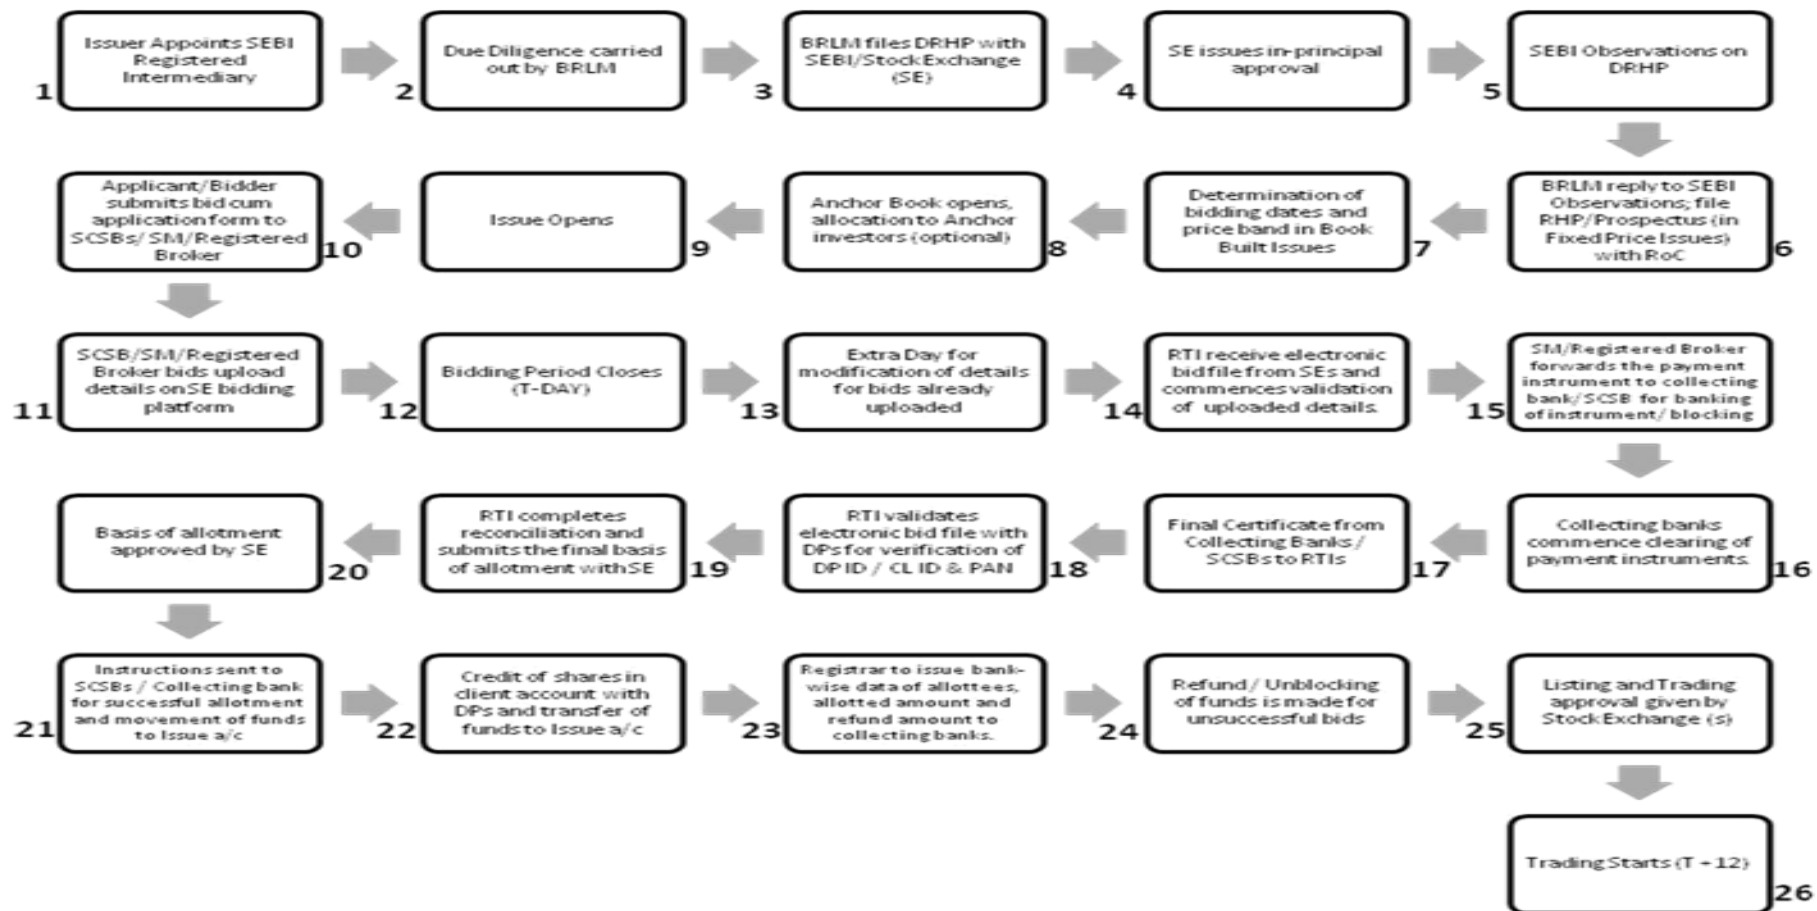 Issuer Appoints SEBI
Registered
Intermediary
1
Due Diligence carried
out by BRLM
2
BRLM files DRHP with
SEBI/Stock Exchange
(SE)
3
SE issues in-principal
approval
4
SEBI Observations on
DRHP
5
BRLM reply to SEBI
Observations; file
RHP/Prospectus (in
Fixed Price Issues)
with RoC
6
Determination of
bidding dates and
price band in Book
Built Issues
7
Anchor Book opens,
allocation to Anchor
investors (optional)
8
Issue Opens
9
Applicant/Bidder
submits bid cum
application form to
SCSBs/ SM/Registered
Broker
10
SCSB/SM/Registered
Broker bids upload
details on SE bidding
platform
11
Bidding Period Closes
(T-DAY)
12
Extra Day for
modification of details
for bids already
uploaded
13
RTI receive electronic
bid file from SEs and
commences validation
of uploaded details.
14
SM/Registered Broker
forwards the payment
instrument to collecting
bank/SCSB for banking
of instrument/ blocking
15
Collecting banks
commence clearing of
payment instruments.
16
Final Certificate from
Collecting Banks /
SCSBs to RTIs
17
RTI validates
electronic bid file with
DPs for verification of
DP ID / CL ID & PAN
18
RTI completes
reconciliation and
submits the final basis
of allotment with SE
19
Basis of allotment
approved by SE
20
Instructions sent to
SCSBs / Collecting bank
for successful allotment
and movement of funds
to Issue a/c
21
Credit of shares in
client account with
DPs and transfer of
funds to Issue a/c
22
Registrar to issue bank-
wise data of allottees,
allotted amount and
refund amount to
collecting banks.
23
Refund / Unblocking
of funds is made for
unsuccessful bids
24
Listing and Trading
approval given by
Stock Exchange (s)
25
Trading Starts (T +12)
26